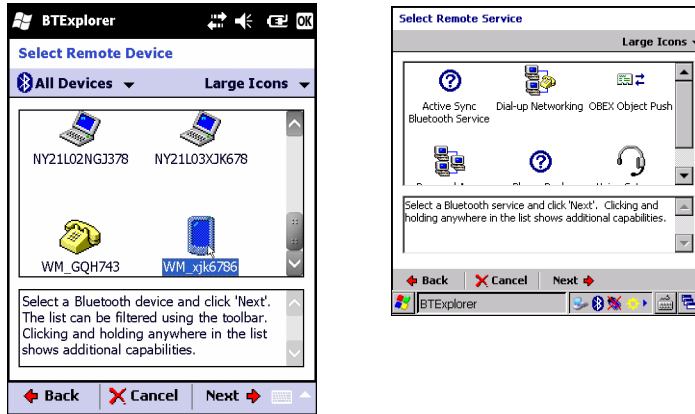 BTExplorer
OK
Select Remote Device
All Devices
Large Icons
NY21L02NGJ378 NY21L03XJK678
WM_GQH743 WM_xjk6786
Select a Bluetooth device and click 'Next'.
The list can be filtered using the toolbar.
Clicking and holding anywhere in the list
shows additional capabilities.
Back Cancel Next
Select Remote Service
Large Icons
Active Sync Dial-up Networking OBEX Object Push
Bluetooth Service
Select a Bluetooth service and click 'Next'. Clicking and
holding anywhere in the list shows additional capabilities.
Back Cancel Next
BTExplorer